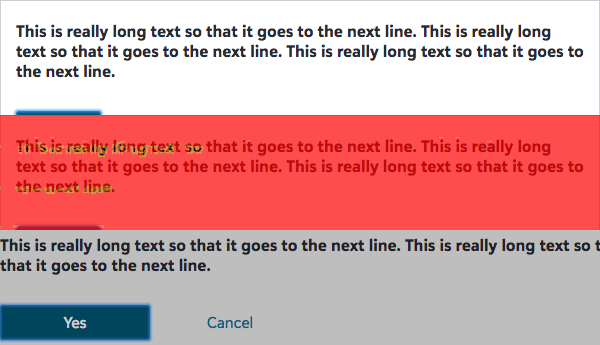 This is really long text so that it goes to the next line. This is really long
text so that it goes to the next line. This is really long text so that it goes to
the next line.
This is really long text so that it goes to the next line. This is really long
text so that it goes to the next line. This is really long text so that it goes to
the next line.
This is really long text so that it goes to the next line. This is really long text so t
that it goes to the next line.
Yes Cancel